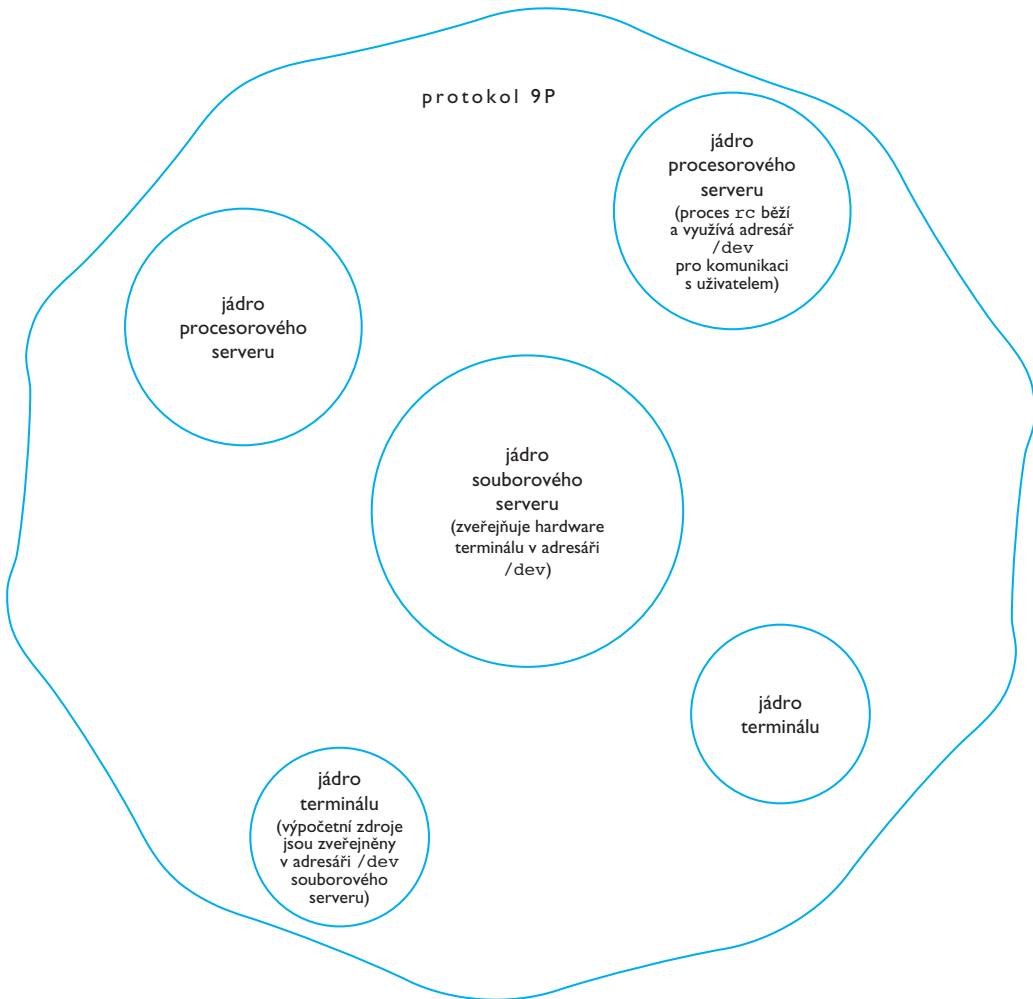 protokol 9P
jádro
procesorového
serveru
(proces rc běží
a využívá adresář
/dev
pro komunikaci
s uživatelem)
jádro
procesorového
serveru
jádro
souborového
serveru
(zveřejňuje hardware
terminálu v adresáři
/dev)
jádro
terminálu
jádro
terminálu
(výpočetní zdroje
jsou zveřejněny
v adresáři /dev
souborového
serveru)